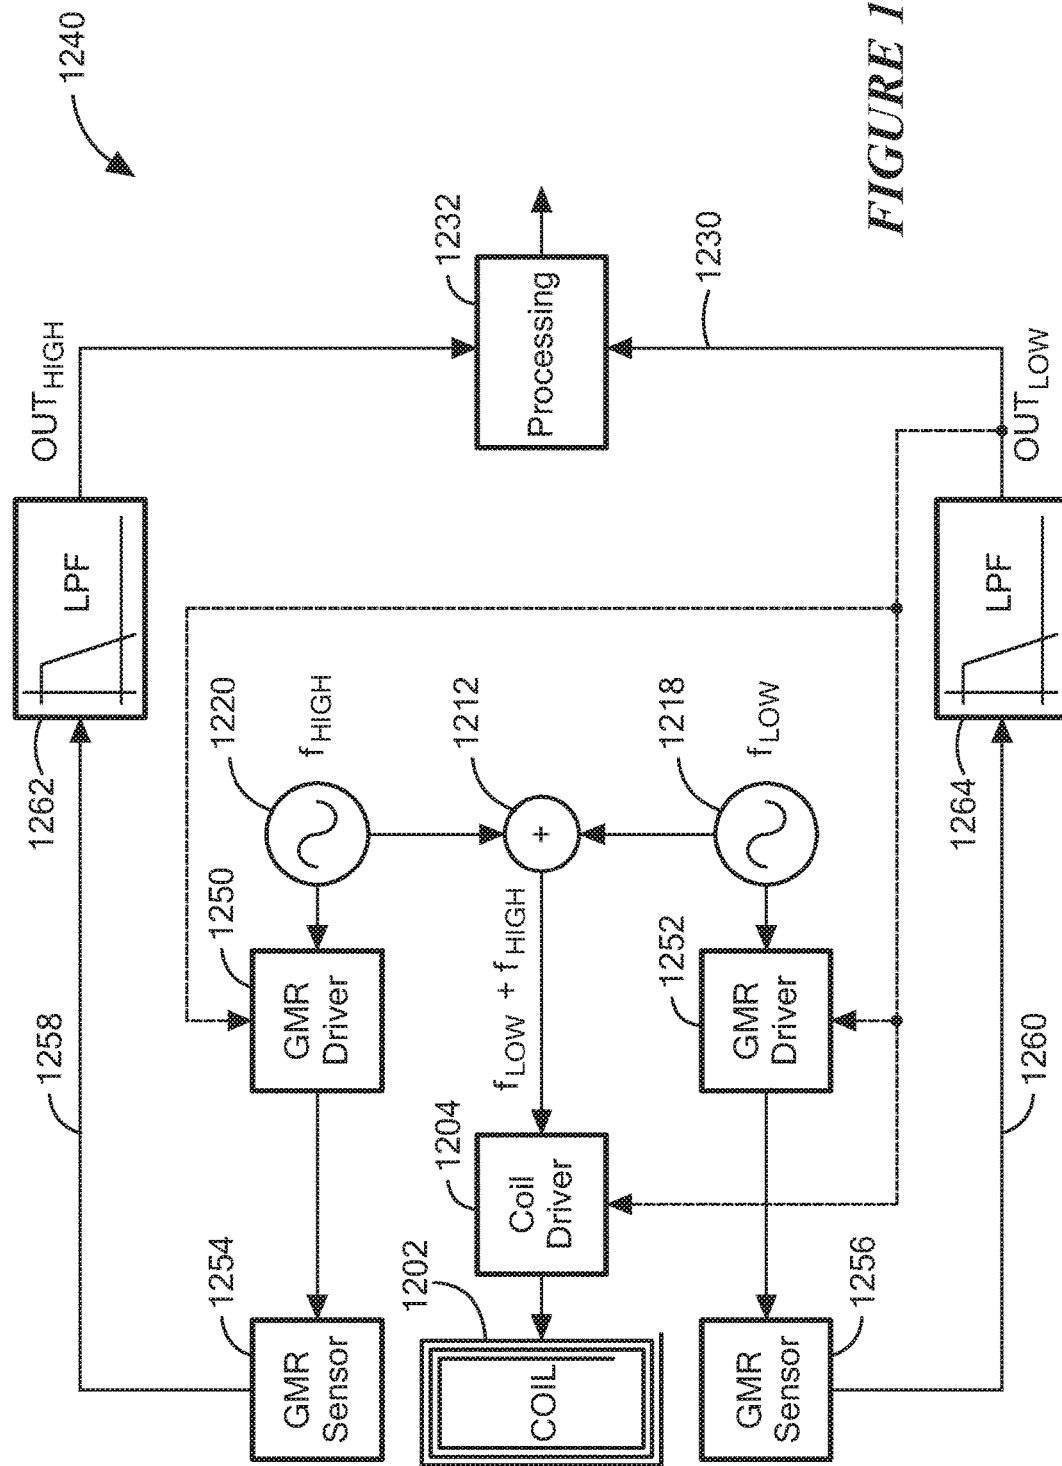 1258
1262
OUT_HIGH
LPF
1240
1254
1250
1220
GMR
Sensor
GMR
Driver
f_HIGH
1202
1204
1212
1232
COIL
Coil
Driver
f_LOW + f_HIGH
+
Processing
1252
1218
1230
GMR
Sensor
1256
GMR
Driver
f_LOW
FIGURE 1
1264
LPF
OUT_LOW
1260